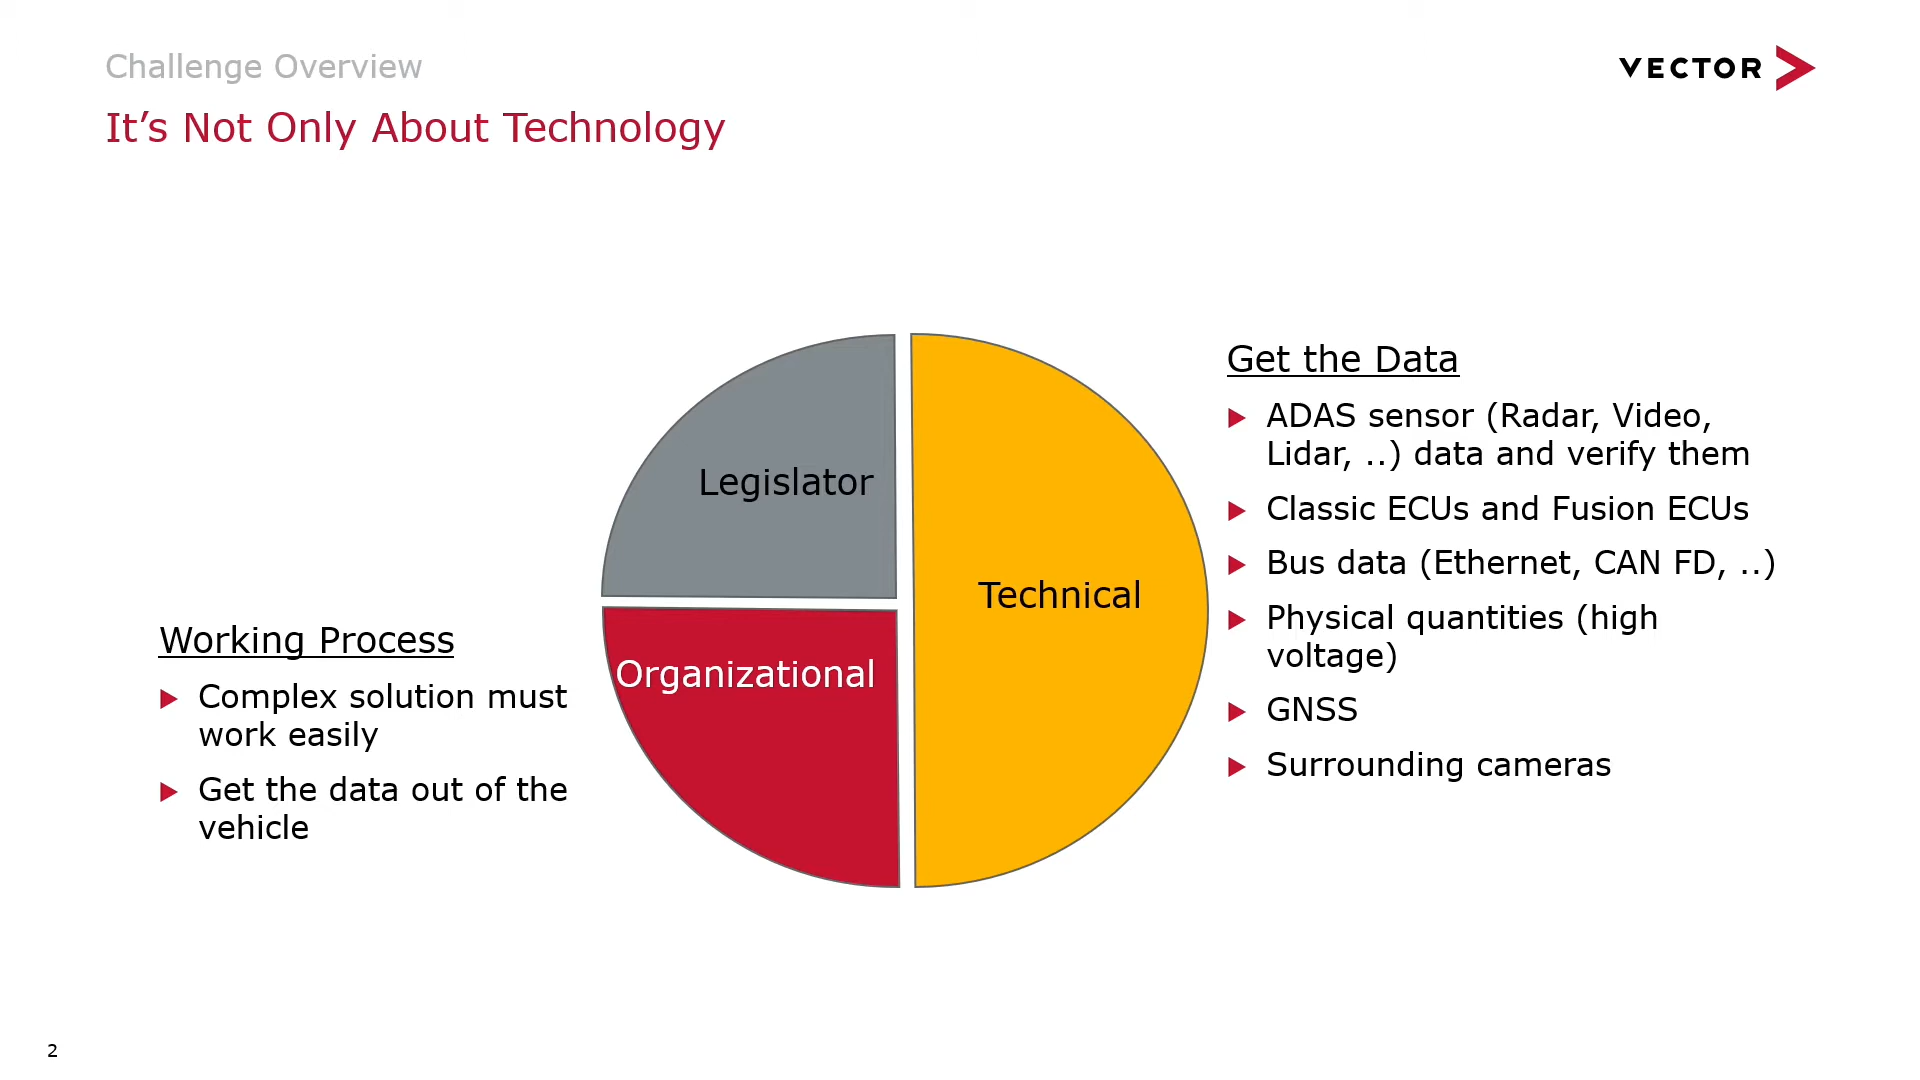 Challenge Overview
VECTOR
It’s Not Only About Technology
Legislator
Technical
Organizational
Get the Data
ADAS sensor (Radar, Video,
Lidar, ..) data and verify them
Classic ECUs and Fusion ECUs
Bus data (Ethernet, CAN FD, ..)
Physical quantities (high
voltage)
GNSS
Surrounding cameras
Working Process
Complex solution must
work easily
Get the data out of the
vehicle
2